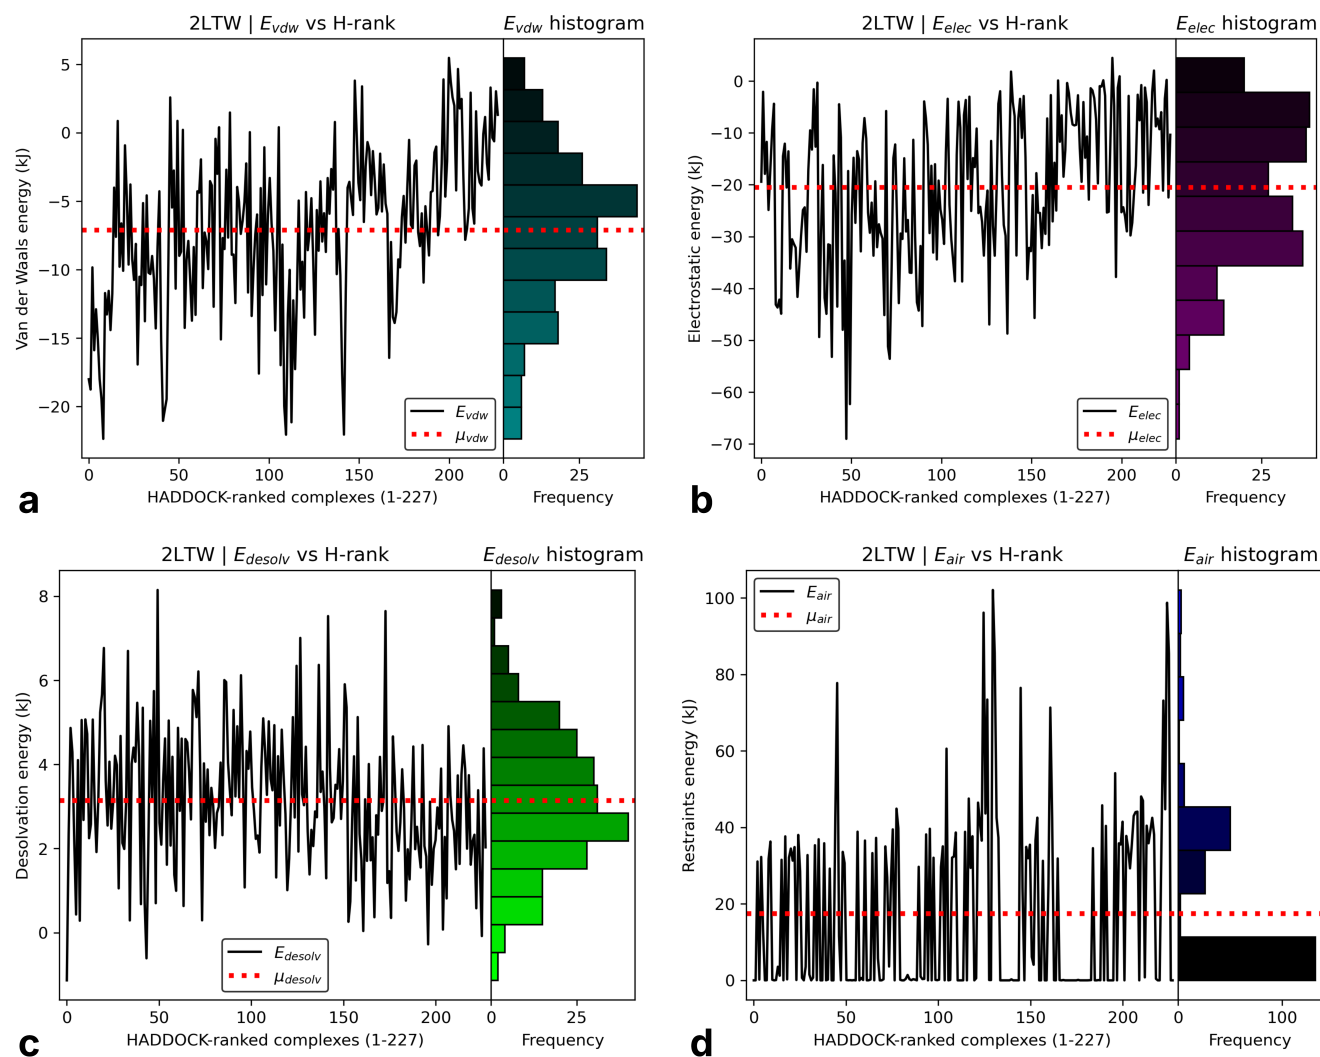 2LTW | E_vdw vs H-rank
E_vdw histogram
Van der Waals energy (kJ)
5
0
−5
−10
−15
−20
E_vdw
μ_vdw
0 50 100 150 200
0 25
HADDOCK-ranked complexes (1-227)
Frequency
a
2LTW | E_elec vs H-rank
E_elec histogram
Electrostatic energy (kJ)
0
−10
−20
−30
−40
−50
−60
−70
E_elec
μ_elec
0 50 100 150 200
0 25
HADDOCK-ranked complexes (1-227)
Frequency
b
2LTW | E_desolv vs H-rank
E_desolv histogram
Desolvation energy (kJ)
8
6
4
2
0
E_desolv
μ_desolv
0 50 100 150 200
0 25
HADDOCK-ranked complexes (1-227)
Frequency
c
2LTW | E_air vs H-rank
E_air histogram
Restraints energy (kJ)
100
80
60
40
20
0
E_air
μ_air
0 50 100 150 200
0 100
HADDOCK-ranked complexes (1-227)
Frequency
d